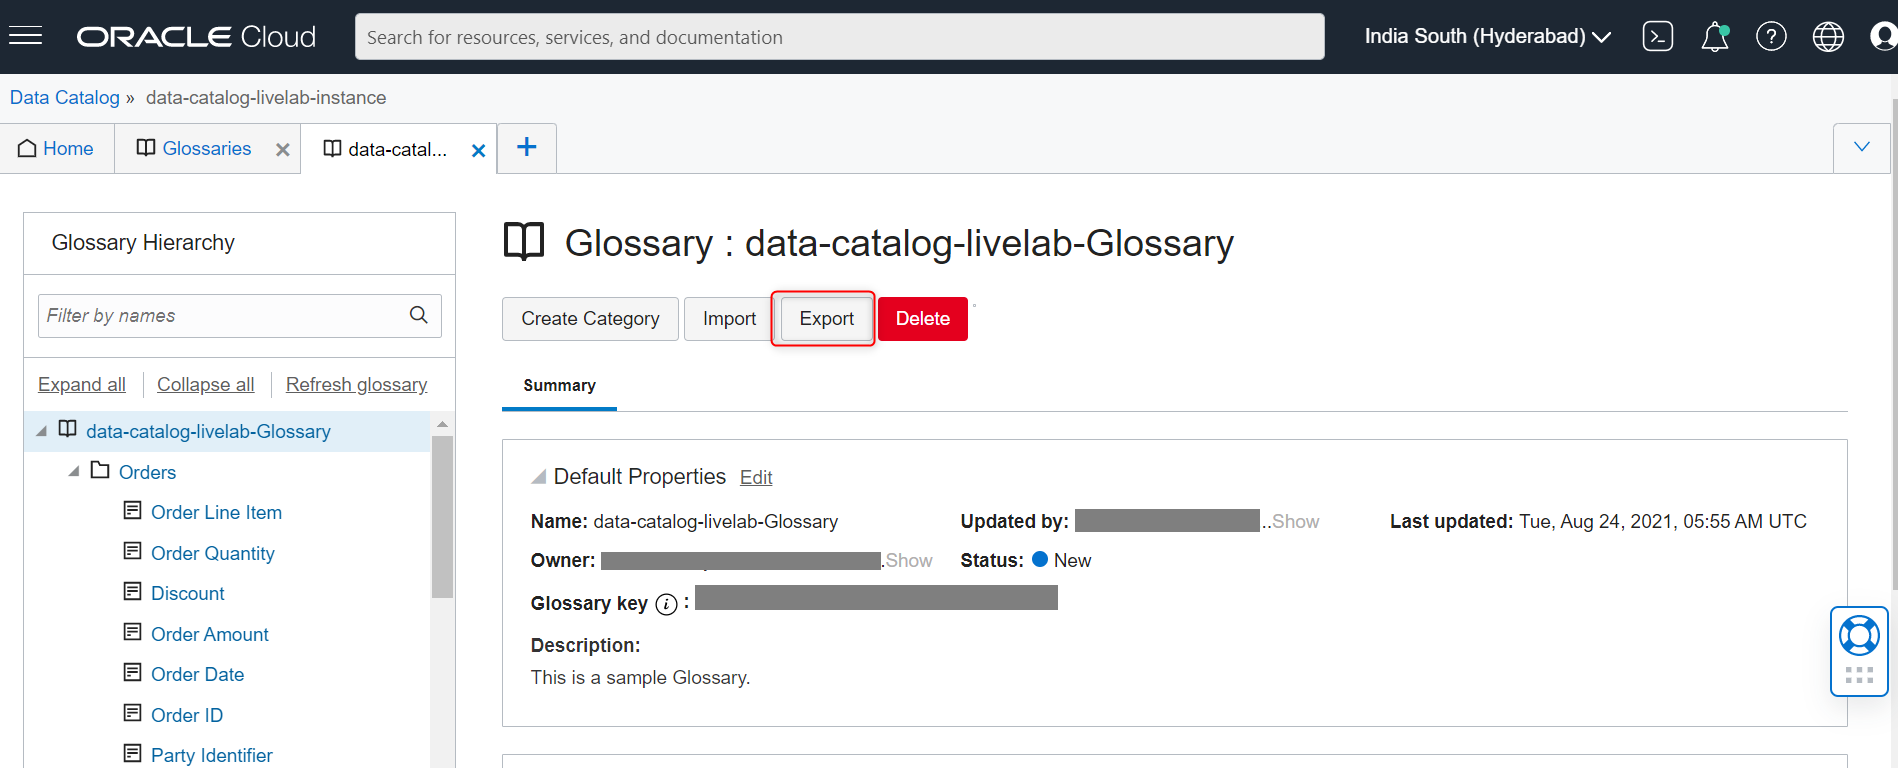 ORACLE Cloud
Search for resources, services, and documentation
India South (Hyderabad)
Data Catalog » data-catalog-livelab-instance
Home
Glossaries
data-catal...
Glossary Hierarchy
Filter by names
Expand all
Collapse all
Refresh glossary
data-catalog-livelab-Glossary
Orders
Order Line Item
Order Quantity
Discount
Order Amount
Order Date
Order ID
Party Identifier
Glossary : data-catalog-livelab-Glossary
Create Category
Import
Export
Delete
Summary
Default Properties Edit
Name: data-catalog-livelab-Glossary
Updated by: ..Show
Last updated: Tue, Aug 24, 2021, 05:55 AM UTC
Owner: .Show
Status: New
Glossary key i :
Description:
This is a sample Glossary.